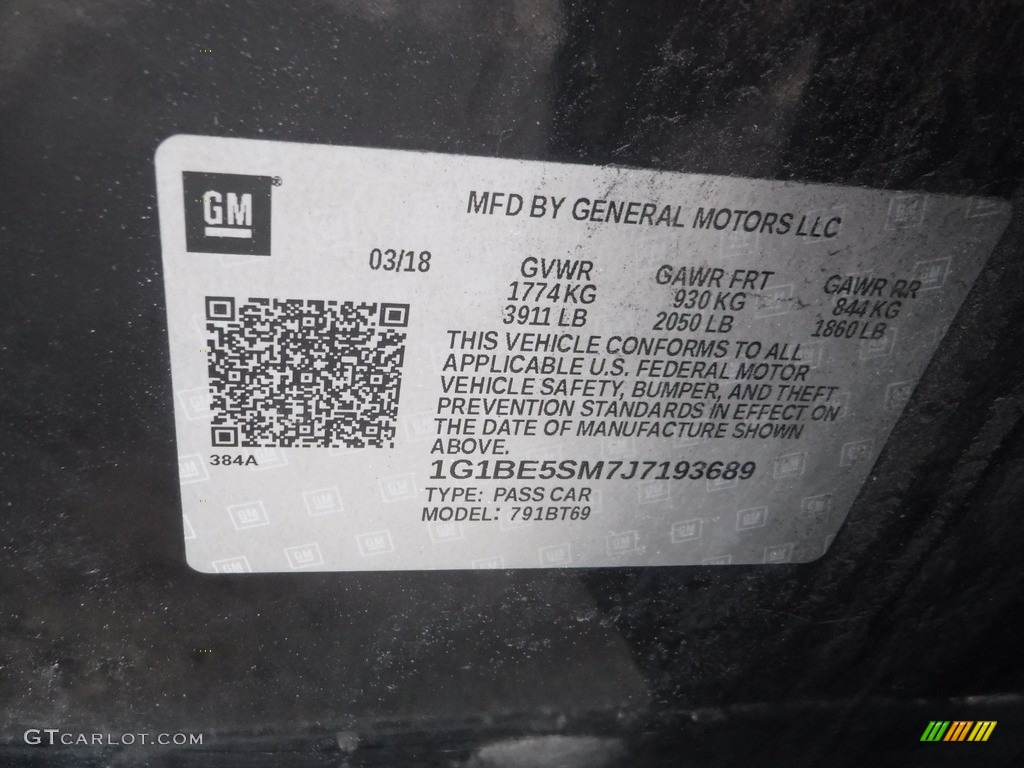 GM®
MFD BY GENERAL MOTORS LLC
03/18
GVWR GAWR FRT GAWR RR
1774 KG 930 KG 844 KG
3911 LB 2050 LB 1860 LB
THIS VEHICLE CONFORMS TO ALL
APPLICABLE U.S. FEDERAL MOTOR
VEHICLE SAFETY, BUMPER, AND THEFT
PREVENTION STANDARDS IN EFFECT ON
THE DATE OF MANUFACTURE SHOWN
ABOVE.
384A
1G1BE5SM7J7193689
TYPE: PASS CAR
MODEL: 791BT69
GTCARLOT.COM